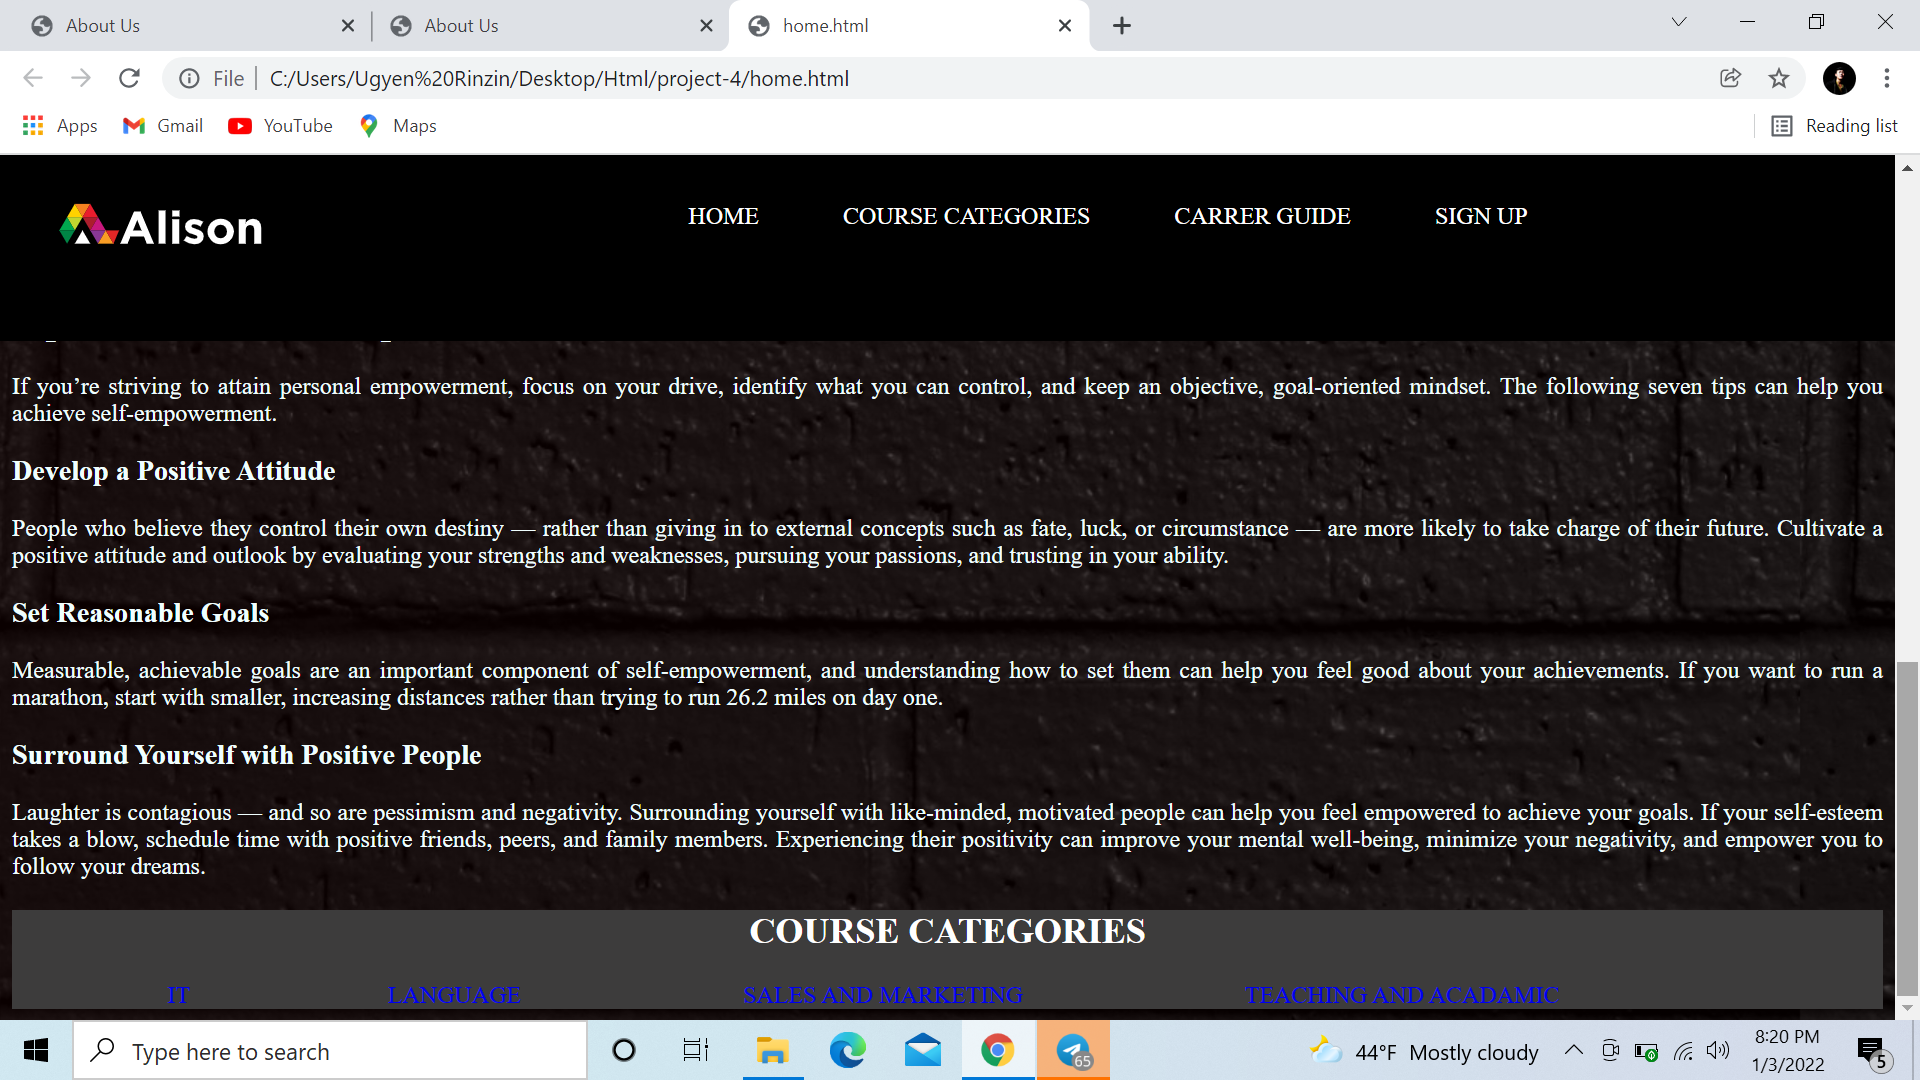 About Us
About Us
home.html
File
C:/Users/Ugyen%20Rinzin/Desktop/Html/project-4/home.html
Apps
Gmail
YouTube
Maps
Reading list
Alison
HOME
COURSE CATEGORIES
CARRER GUIDE
SIGN UP
If you’re striving to attain personal empowerment, focus on your drive, identify what you can control, and keep an objective, goal-oriented mindset. The following seven tips can help you
achieve self-empowerment.
Develop a Positive Attitude
People who believe they control their own destiny — rather than giving in to external concepts such as fate, luck, or circumstance — are more likely to take charge of their future. Cultivate a
positive attitude and outlook by evaluating your strengths and weaknesses, pursuing your passions, and trusting in your ability.
Set Reasonable Goals
Measurable, achievable goals are an important component of self-empowerment, and understanding how to set them can help you feel good about your achievements. If you want to run a
marathon, start with smaller, increasing distances rather than trying to run 26.2 miles on day one.
Surround Yourself with Positive People
Laughter is contagious — and so are pessimism and negativity. Surrounding yourself with like-minded, motivated people can help you feel empowered to achieve your goals. If your self-esteem
takes a blow, schedule time with positive friends, peers, and family members. Experiencing their positivity can improve your mental well-being, minimize your negativity, and empower you to
follow your dreams.
COURSE CATEGORIES
IT
LANGUAGE
SALES AND MARKETING
TEACHING AND ACADAMIC
Type here to search
65
44°F Mostly cloudy
8:20 PM
1/3/2022
5